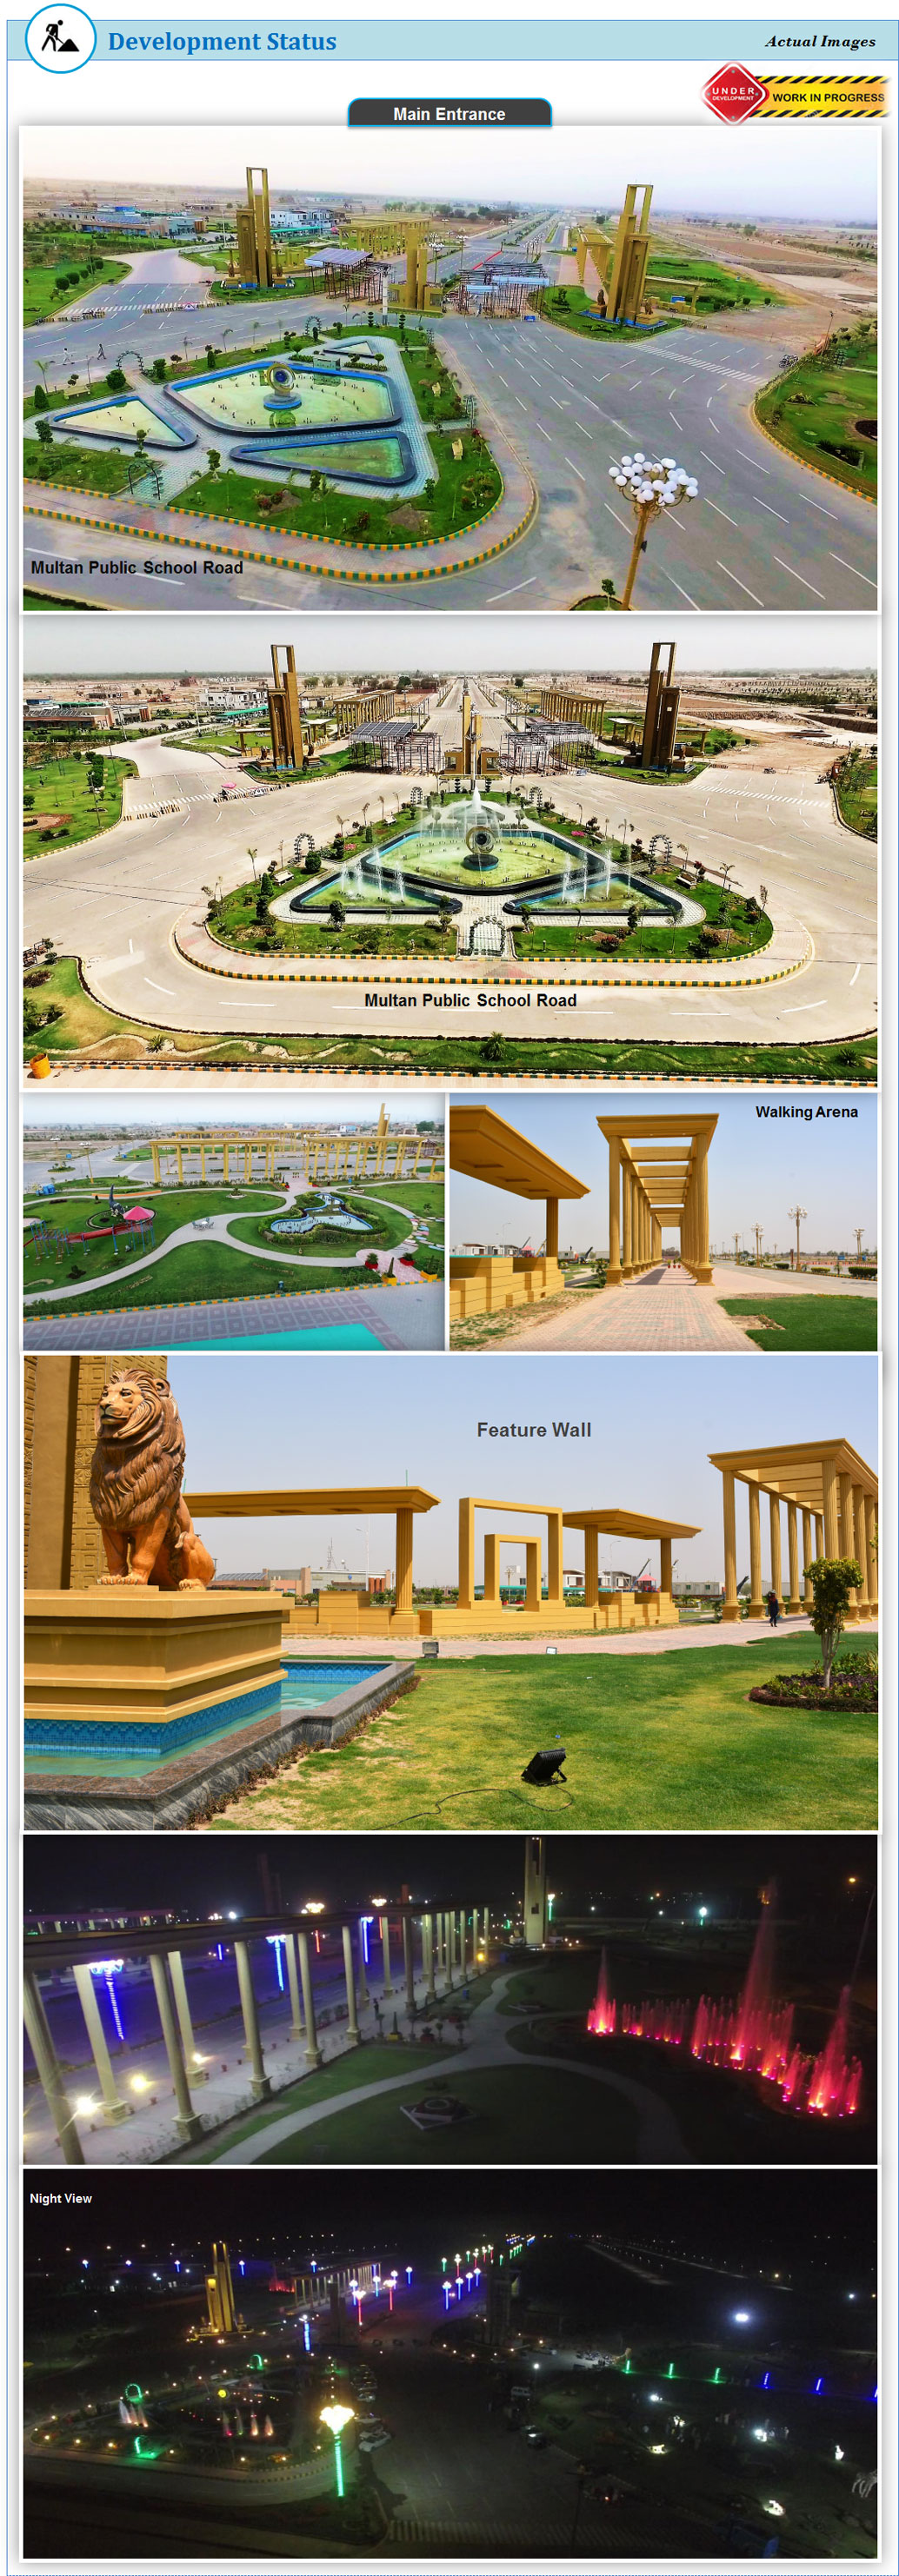 Development Status
Actual Images
UNDER
DEVELOPMENT
WORK IN PROGRESS
Main Entrance
Multan Public School Road
Multan Public School Road
Walking Arena
Feature Wall
Night View